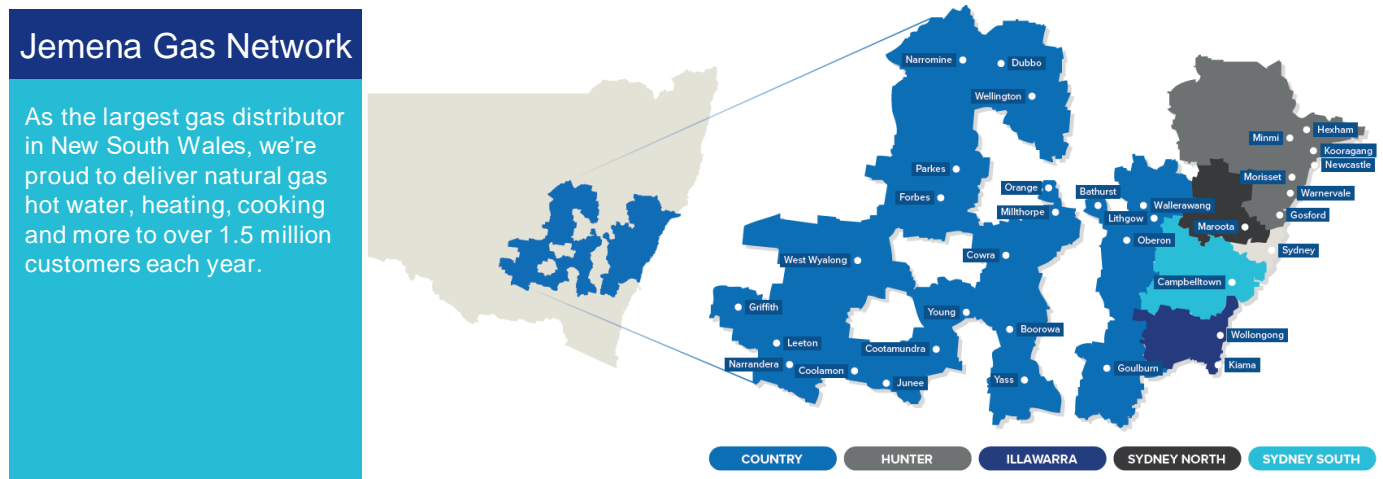 Jemena Gas Network
As the largest gas distributor
in New South Wales, we’re
proud to deliver natural gas
hot water, heating, cooking
and more to over 1.5 million
customers each year.
Narromine
Dubbo
Wellington
Parkes
Forbes
Orange
Millthorpe
Bathurst
Wallerawang
Lithgow
Oberon
Minmi
Hexham
Kooragang
Newcastle
Morisset
Warnervale
Gosford
Maroota
Sydney
West Wyalong
Cowra
Campbelltown
Griffith
Young
Boorowa
Wollongong
Leeton
Cootamundra
Narrandera
Coolamon
Junee
Yass
Goulburn
Kiama
COUNTRY
HUNTER
ILLAWARRA
SYDNEY NORTH
SYDNEY SOUTH